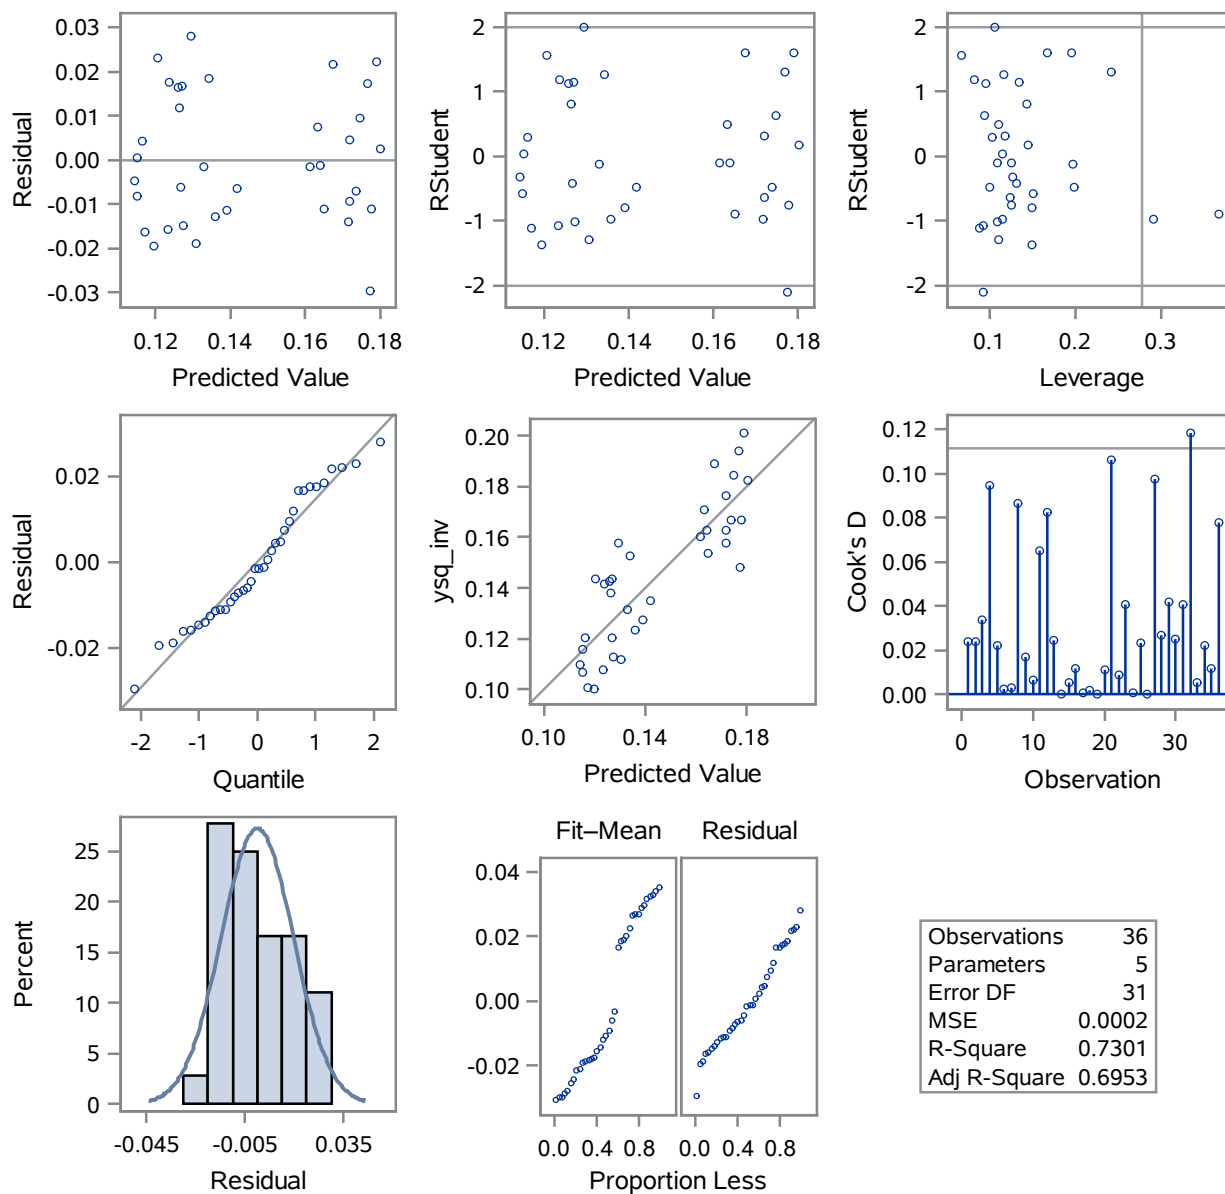 0.03
0.02
0.01
0.00
-0.01
-0.02
-0.03
Residual
0.12 0.14 0.16 0.18
Predicted Value
2
1
0
-1
-2
RStudent
0.12 0.14 0.16 0.18
Predicted Value
2
1
0
-1
-2
RStudent
0.1 0.2 0.3
Leverage
0.02
0.00
-0.02
Residual
-2 -1 0 1 2
Quantile
0.20
0.18
0.16
0.14
0.12
0.10
ysq_inv
0.10 0.14 0.18
Predicted Value
0.12
0.10
0.08
0.06
0.04
0.02
0.00
Cook's D
0 10 20 30
Observation
25
20
15
10
5
0
Percent
-0.045 -0.005 0.035
Residual
Fit–Mean Residual
0.04
0.02
0.00
-0.02
0.0 0.4 0.8 0.0 0.4 0.8
Proportion Less
Observations 36
Parameters 5
Error DF 31
MSE 0.0002
R-Square 0.7301
Adj R-Square 0.6953